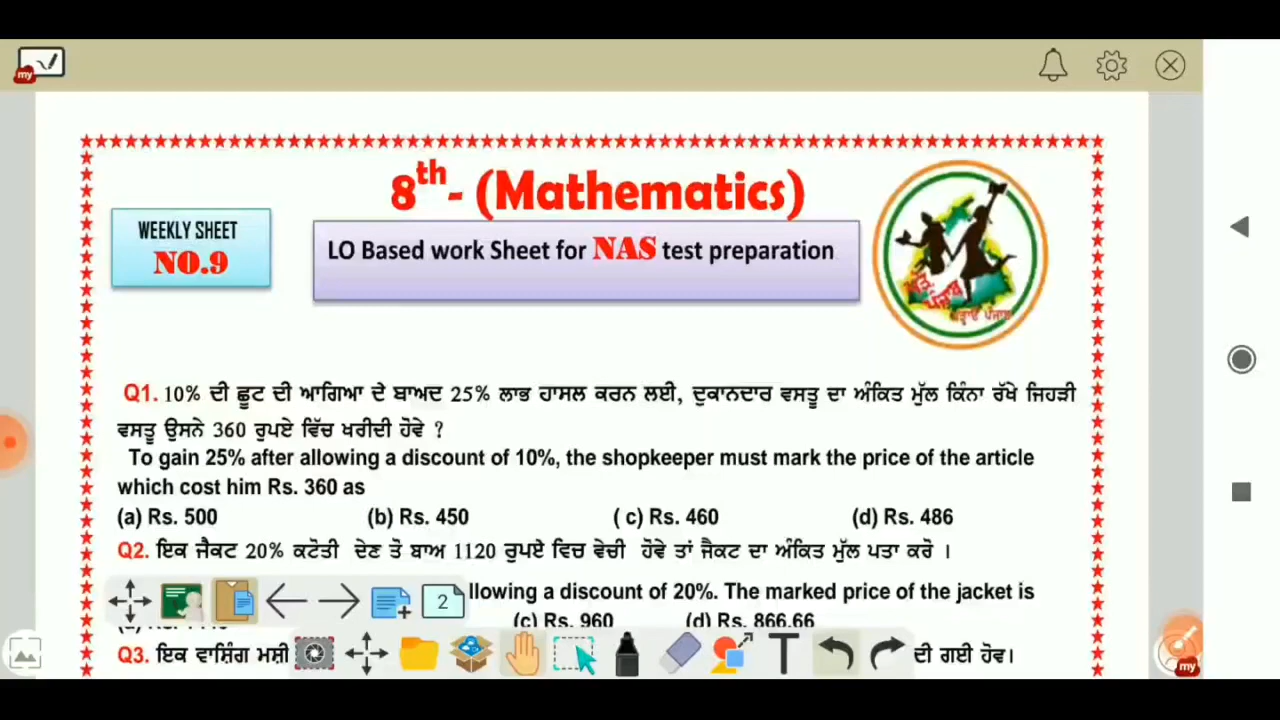 my
8th- (Mathematics)
WEEKLY SHEET
NO.9
LO Based work Sheet for NAS test preparation
ਪੰਜਾਬ
ਪੜ੍ਹਾਓ ਪੰਜਾਬ
Q1. 10% ਦੀ ਛੂਟ ਦੀ ਆਗਿਆ ਦੇ ਬਾਅਦ 25% ਲਾਭ ਹਾਸਲ ਕਰਨ ਲਈ, ਦੁਕਾਨਦਾਰ ਵਸਤੂ ਦਾ ਅੰਕਿਤ ਮੁੱਲ ਕਿੰਨਾ ਰੱਖੇ ਜਿਹੜੀ
ਵਸਤੂ ਉਸਨੇ 360 ਰੁਪਏ ਵਿੱਚ ਖਰੀਦੀ ਹੋਵੇ ?
To gain 25% after allowing a discount of 10%, the shopkeeper must mark the price of the article
which cost him Rs. 360 as
(a) Rs. 500 (b) Rs. 450 ( c) Rs. 460 (d) Rs. 486
Q2. ਇਕ ਜੈਕਟ 20% ਕਟੋਤੀ ਦੇਣ ਤੋ ਬਾਅ 1120 ਰੁਪਏ ਵਿਚ ਵੇਚੀ ਹੋਵੇ ਤਾਂ ਜੈਕਟ ਦਾ ਅੰਕਿਤ ਮੁੱਲ ਪਤਾ ਕਰੋ ।
2 llowing a discount of 20%. The marked price of the jacket is
(c) Rs. 960 (d) Rs. 866.66
Q3. ਇਕ ਵਾਸ਼ਿੰਗ ਮਸ਼ੀ T ਦੀ ਗਈ ਹੋਵ।
my